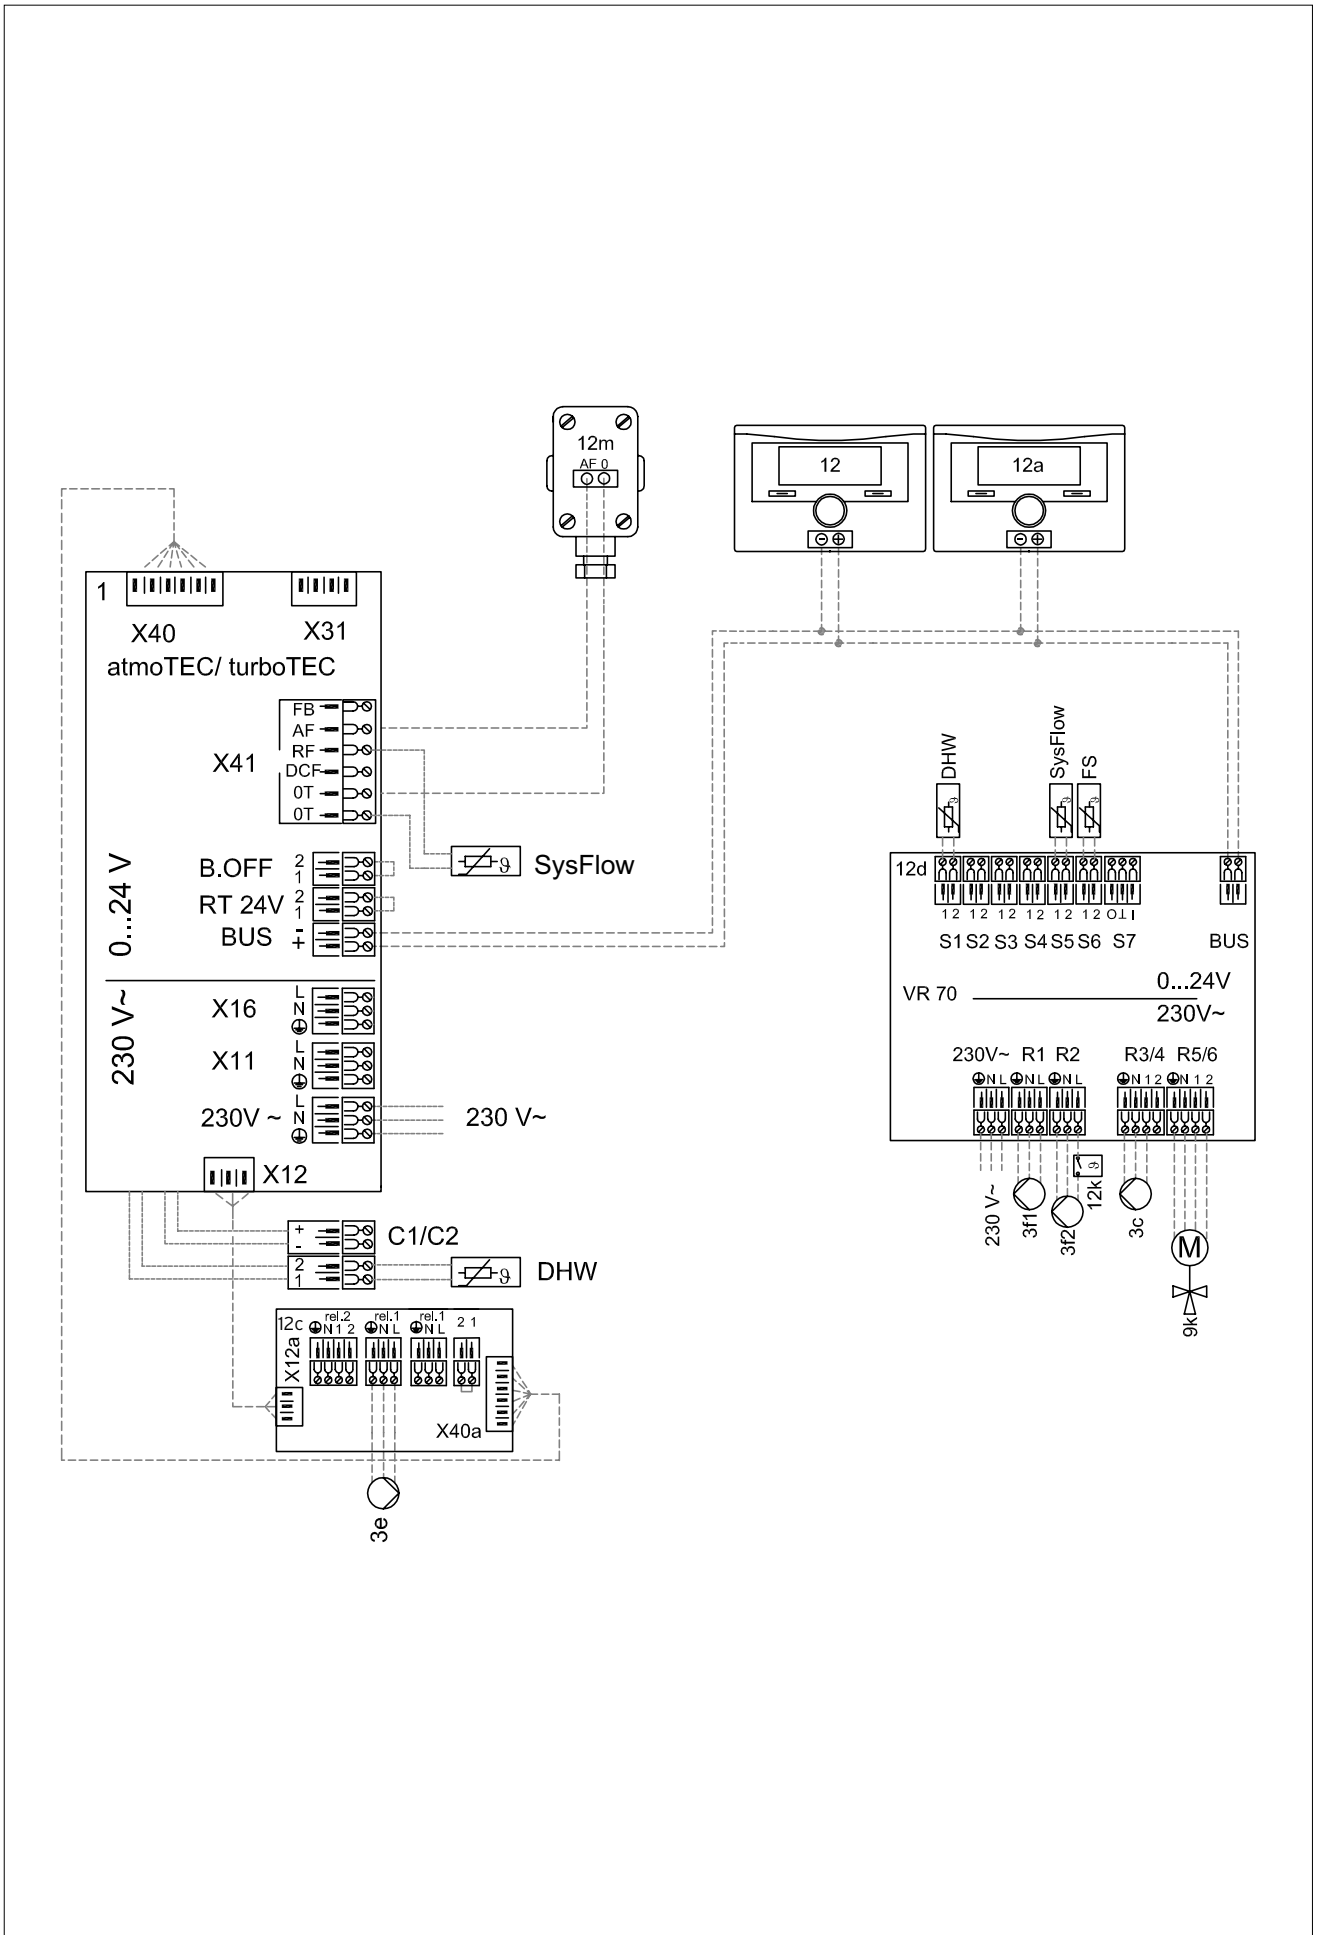 12m
AF 0
12
12a
1
X40
X31
atmoTEC/ turboTEC
X41
FB
AF
RF
DCF
0T
0T
SysFlow
0...24 V
B.OFF
2
1
RT 24V
2
1
BUS
-
+
230 V~
X16
L
N
X11
L
N
230V ~
L
N
230 V~
X12
C1/C2
+
-
2
1
DHW
12c
X12a
rel.2
N 1 2
rel.1
N L
rel.1
N L
2 1
X40a
3e
DHW
SysFlow
FS
12d
1 2
1 2
1 2
1 2
1 2
1 2
O T I
S1 S2 S3 S4 S5 S6 S7
BUS
VR 70
0...24V
230V~
230V~ R1 R2 R3/4 R5/6
N L
N L
N L
N 1 2
N 1 2
230 V~
3f1
3f2
12k
3c
M
9k